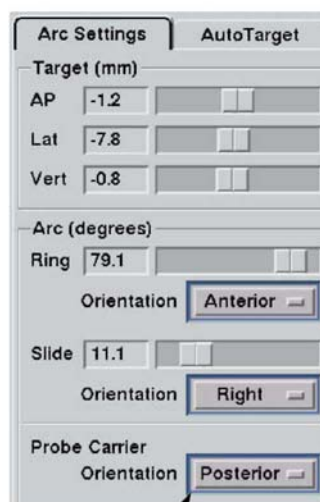 Arc Settings AutoTarget
Target (mm)
AP -1.2
Lat -7.8
Vert -0.8
Arc (degrees)
Ring 79.1
Orientation Anterior
Slide 11.1
Orientation Right
Probe Carrier
Orientation Posterior